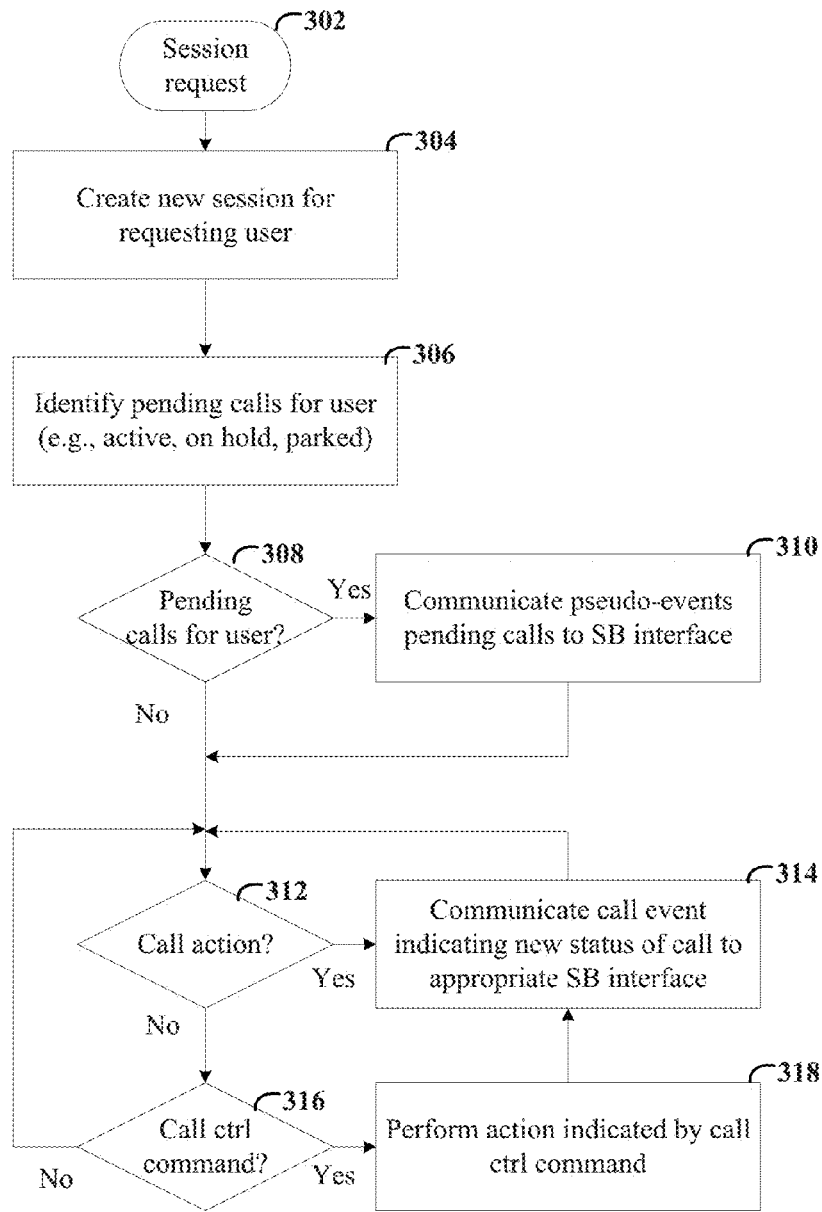 302
Session
request
304
Create new session for
requesting user
306
Identify pending calls for user
(e.g., active, on hold, parked)
308
Pending
calls for user?
Yes
310
Communicate pseudo-events
pending calls to SB interface
No
312
Call action?
Yes
314
Communicate call event
indicating new status of call to
appropriate SB interface
No
316
Call ctrl
command?
No
Yes
318
Perform action indicated by call
ctrl command